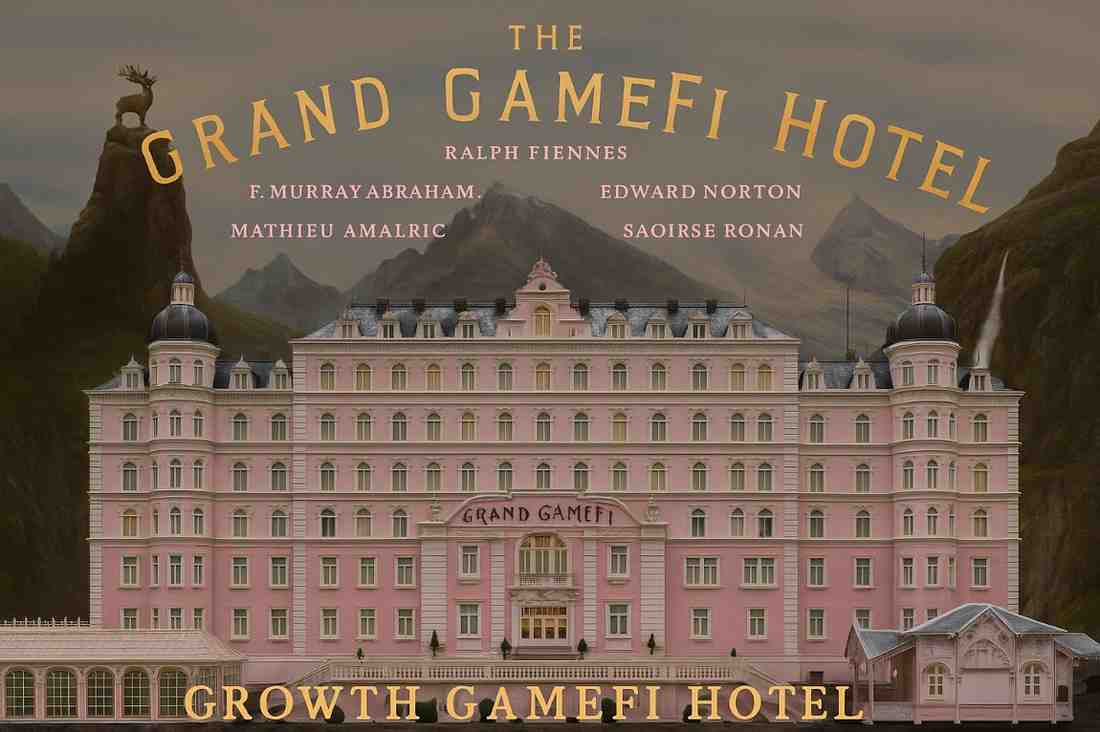 THE
GRAND GAMEFI HOTEL
RALPH FIENNES
F. MURRAY ABRAHAM. EDWARD NORTON
MATHIEU AMALRIC SAOIRSE RONAN
GRAND GAMEFI
GROWTH GAMEFI HOTEL